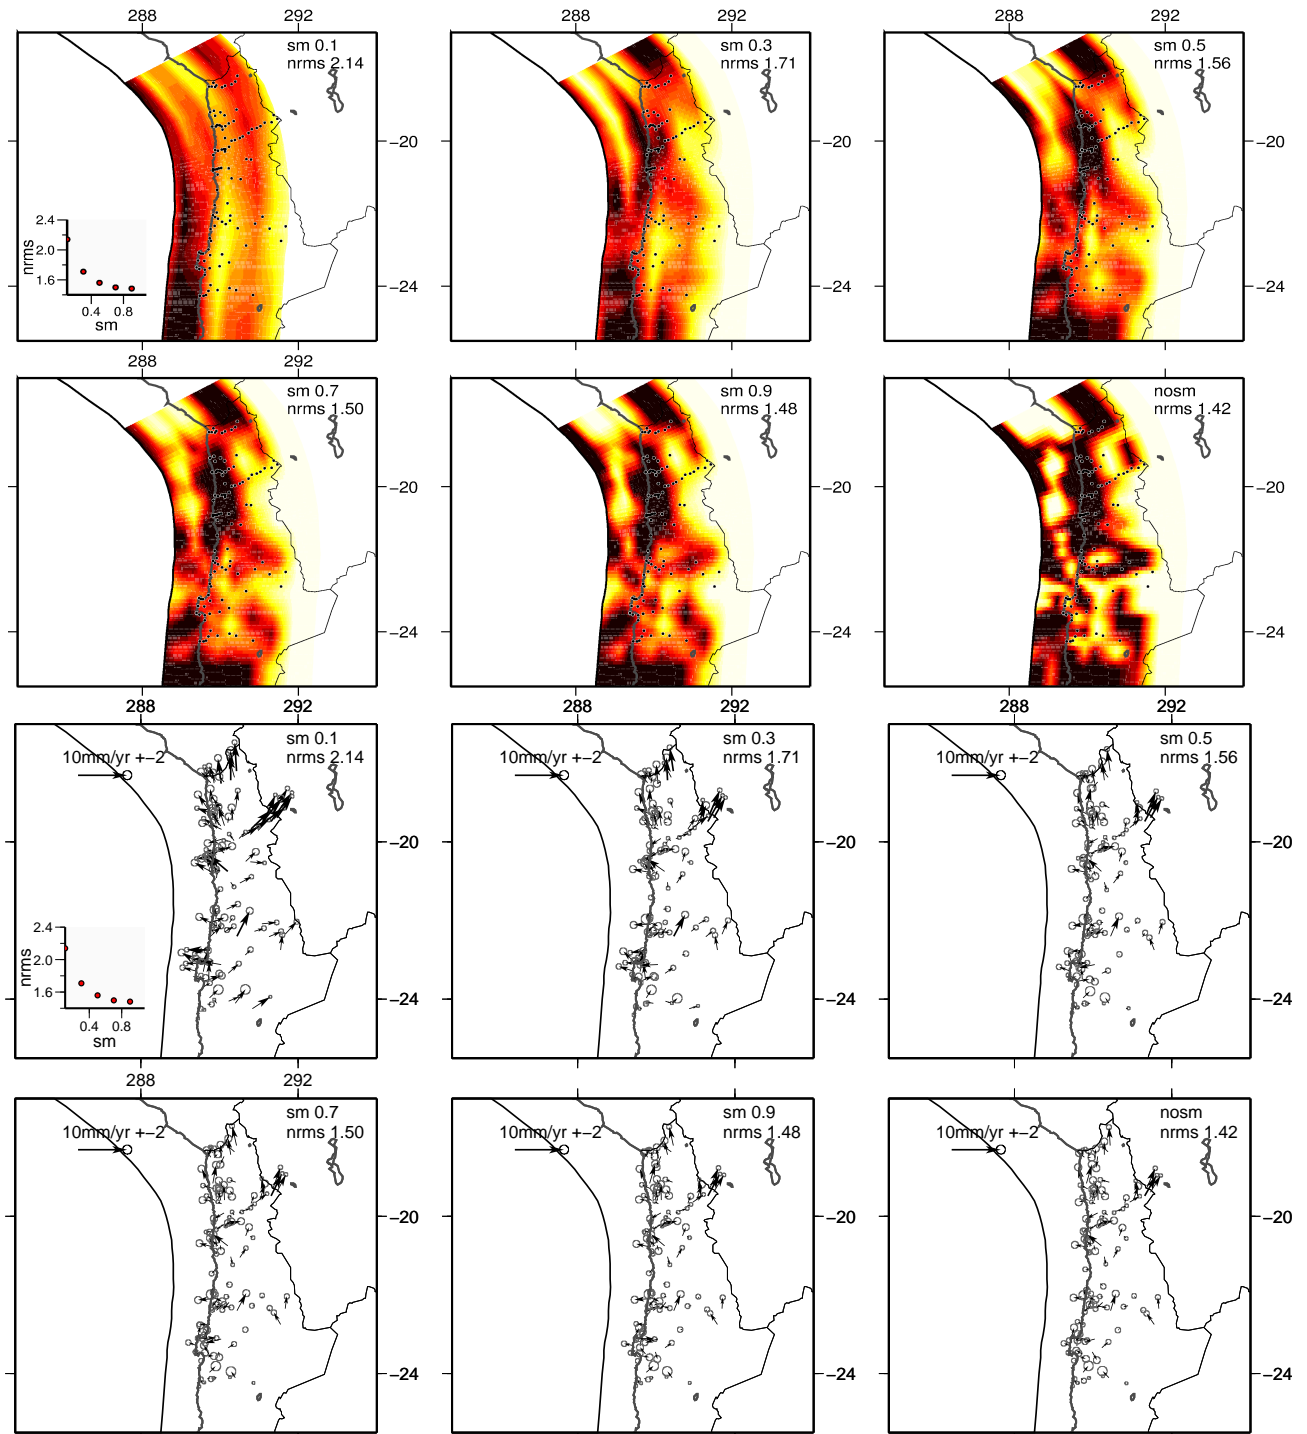 288 292
288 292
288 292
sm 0.1
nrms 2.14
sm 0.3
nrms 1.71
sm 0.5
nrms 1.56
−20
−20
−20
−24
−24
−24
2.4
2.0
1.6
nrms
0.4 0.8
sm
288 292
sm 0.7
nrms 1.50
sm 0.9
nrms 1.48
nosm
nrms 1.42
−20
−20
−20
−24
−24
−24
288 292
288 292
288 292
sm 0.1
nrms 2.14
10mm/yr +−2
sm 0.3
nrms 1.71
10mm/yr +−2
sm 0.5
nrms 1.56
10mm/yr +−2
−20
−20
−20
−24
−24
−24
2.4
2.0
1.6
nrms
0.4 0.8
sm
288 292
sm 0.7
nrms 1.50
10mm/yr +−2
sm 0.9
nrms 1.48
10mm/yr +−2
nosm
nrms 1.42
10mm/yr +−2
−20
−20
−20
−24
−24
−24